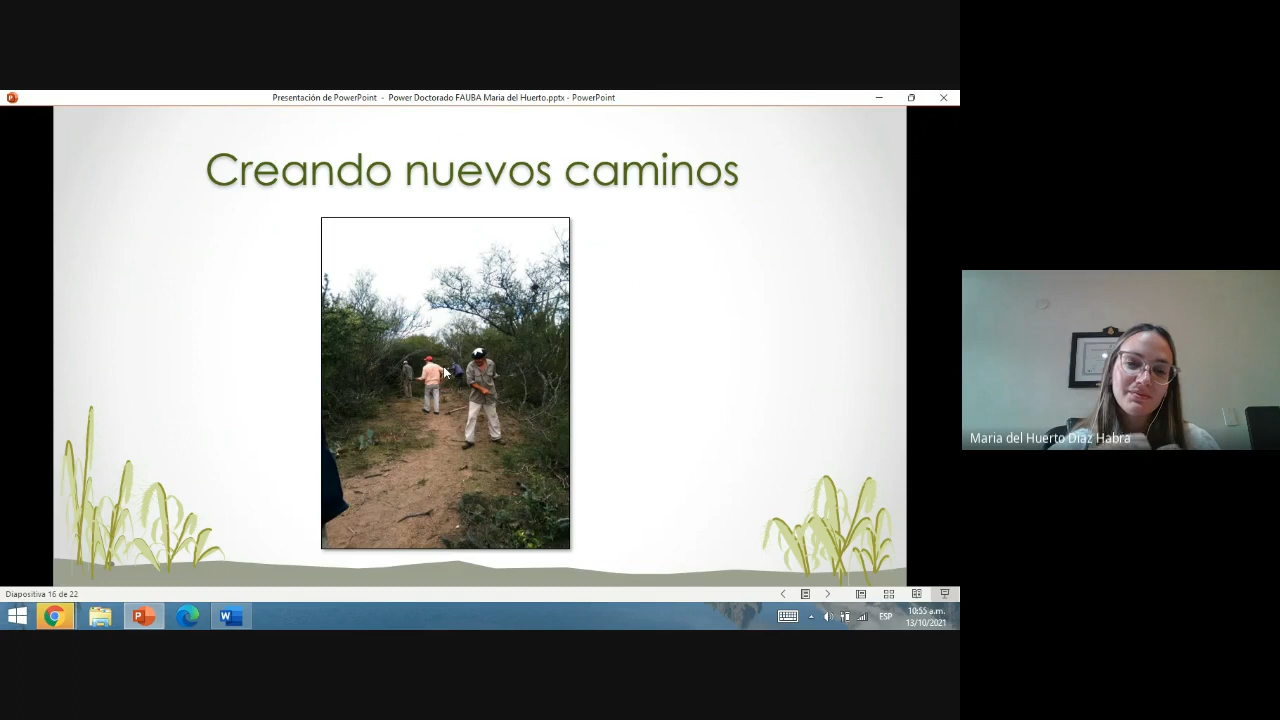 Presentación de PowerPoint - Power Doctorado FAUBA Maria del Huerto.pptx - PowerPoint
Creando nuevos caminos
Maria del Huerto Diaz Habra
Diapositiva 16 de 22
ESP
10:55 a.m.
13/10/2021